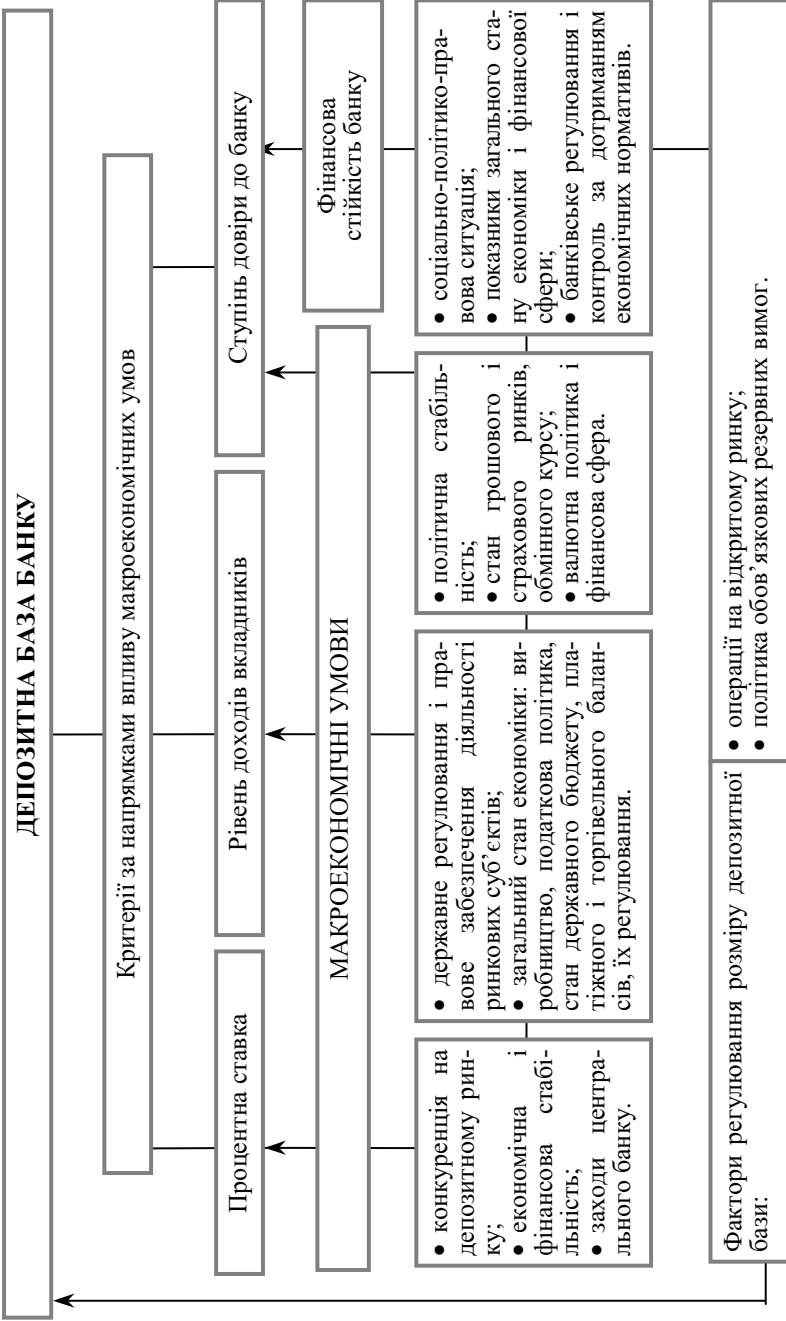 ДЕПОЗИТНА БАЗА БАНКУ
Критерії за напрямками впливу макроекономічних умов
Процентна ставка
Рівень доходів вкладників
Ступінь довіри до банку
МАКРОЕКОНОМІЧНІ УМОВИ
Фінансова
стійкість банку
• конкуренція на
депозитному рин-
ку;
• економічна і
фінансова стабі-
льність;
• заходи центра-
льного банку.
• державне регулювання і пра-
вове забезпечення діяльності
ринкових суб’єктів;
• загальний стан економіки: ви-
робництво, податкова політика,
стан державного бюджету, пла-
тіжного і торгівельного балан-
сів, їх регулювання.
• політична стабіль-
ність;
• стан грошового і
страхового ринків,
обмінного курсу;
• валютна політика і
фінансова сфера.
• соціально-політико-пра-
вова ситуація;
• показники загального ста-
ну економіки і фінансової
сфери;
• банківське регулювання і
контроль за дотриманням
економічних нормативів.
Фактори регулювання розміру депозитної
бази:
• операції на відкритому ринку;
• політика обов’язкових резервних вимог.